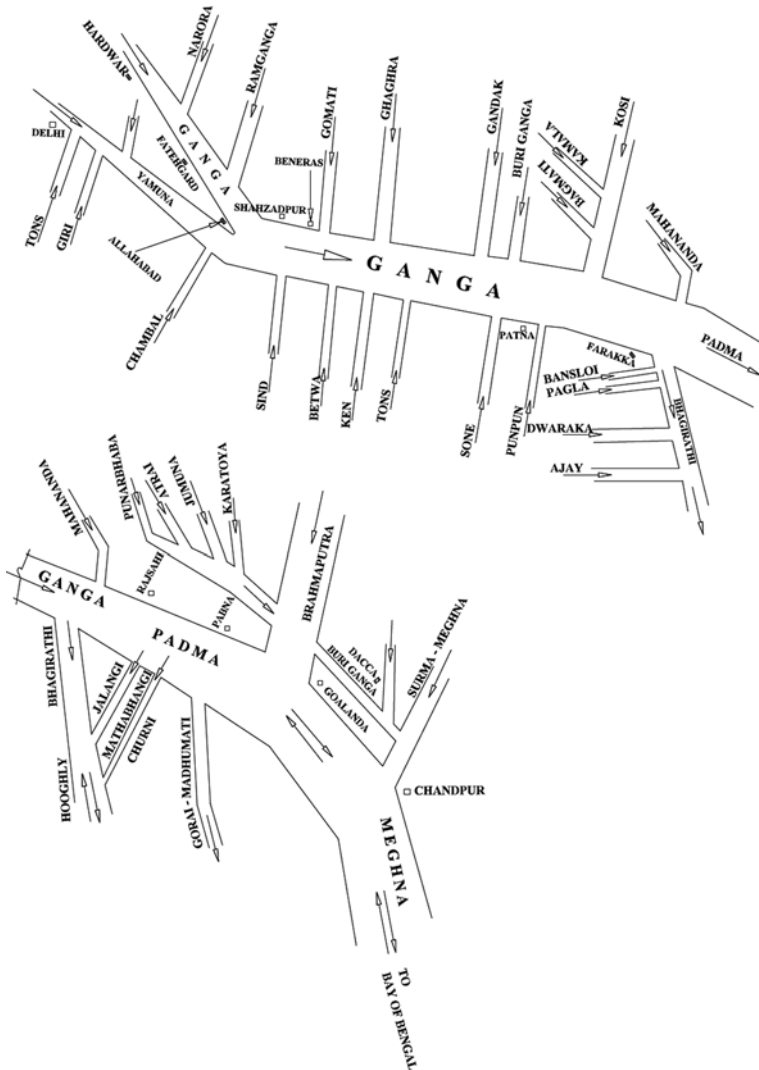 HARDWAR
NARORA
RAMGANGA
GANGA
FATEHGARD
DELHI
YAMUNA
TONS
GIRI
ALLAHABAD
CHAMBAL
SHAHZADPUR
BENERAS
GOMATI
GHAGHRA
GANDAK
BURI GANGA
KAMALA
BAGMATI
KOSI
MAHANANDA
GANGA
SIND
BETWA
KEN
TONS
SONE
PATNA
PUNPUN
FARAKKA
PADMA
BANSLOI
PAGLA
DWARAKA
AJAY
BHAGIRATHI
MAHANANDA
PUNARBHABA
ATRAI
JUMUNA
KARATOYA
BRAHMAPUTRA
GANGA
RAJSAHI
PABNA
PADMA
BHAGIRATHI
HOOGHLY
JALANGI
MATHABHANGE
CHURNI
GORAI - MADHUMATI
DACCA
BURI GANGA
GOALANDA
SURMA - MEGHNA
CHANDPUR
MEGHNA
TO
BAY OF BENGAL